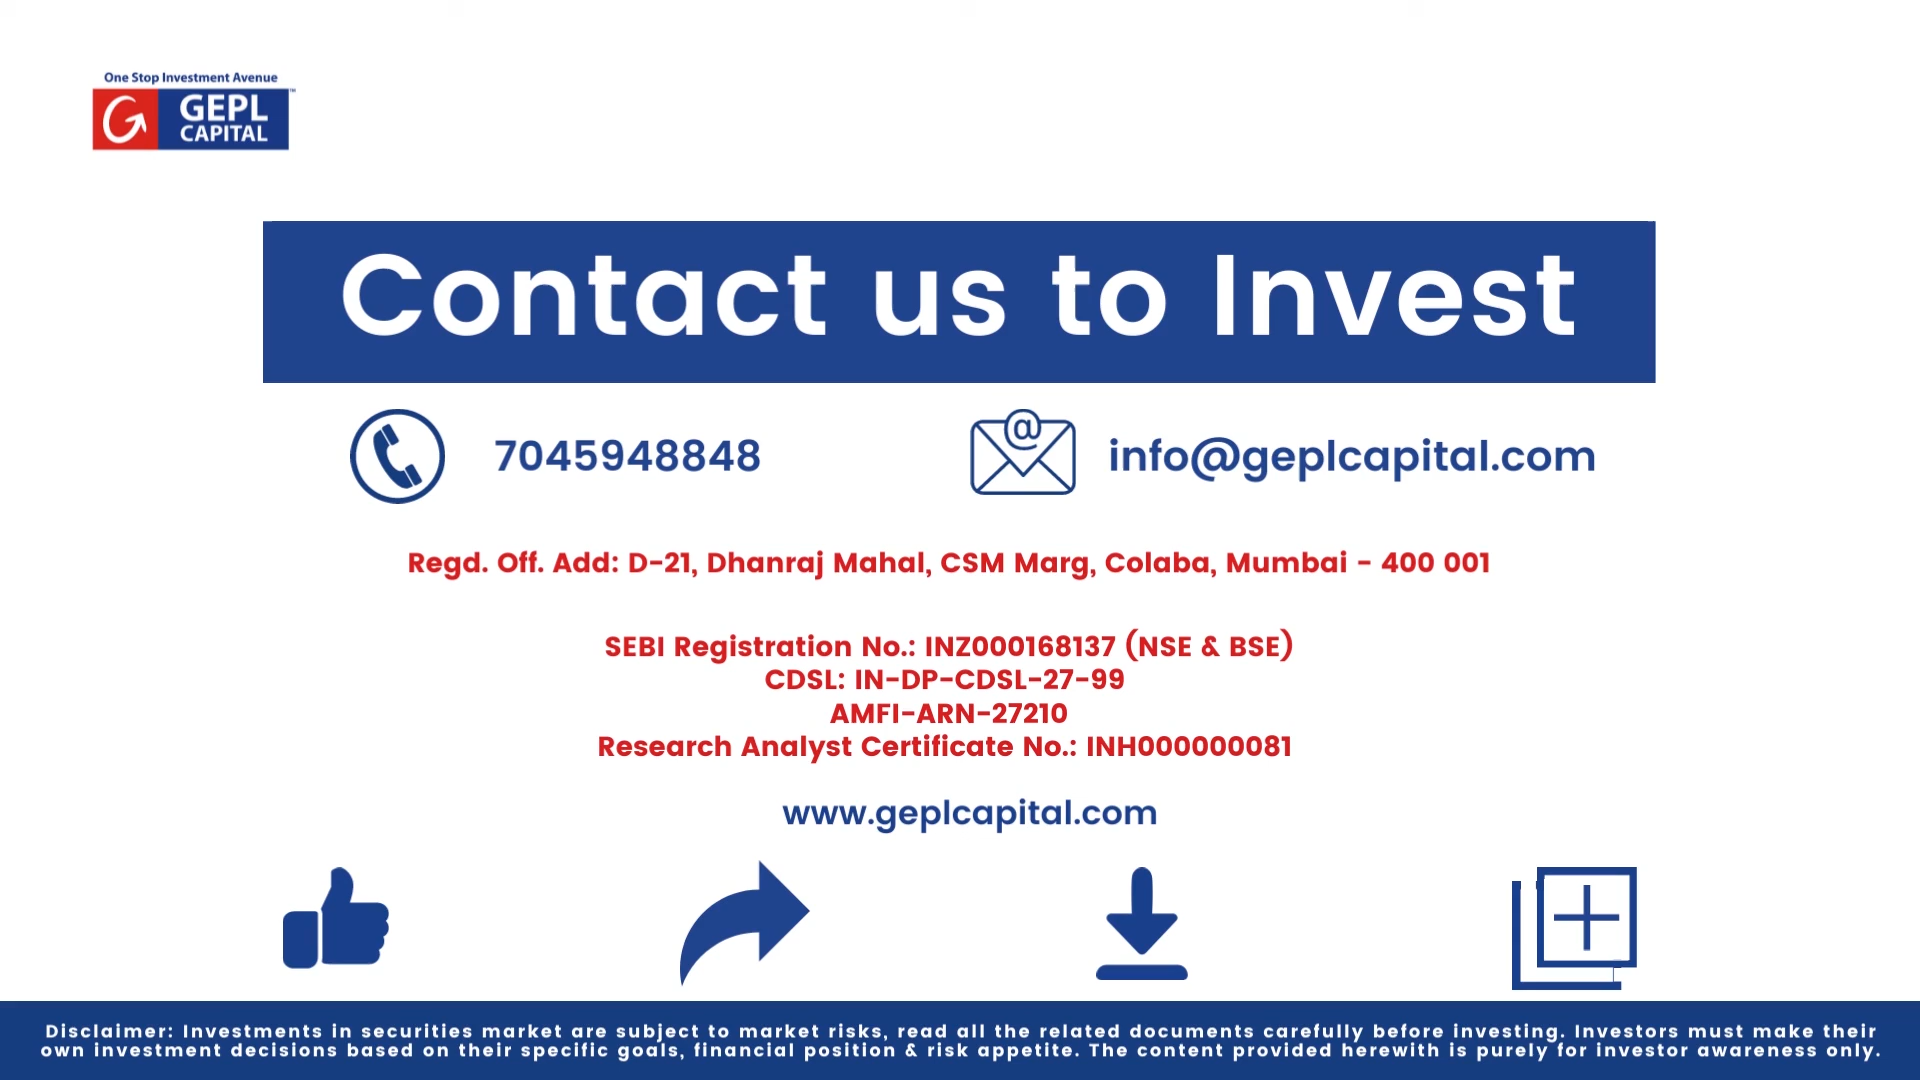 One Stop Investment Avenue
GEPL
CAPITAL
Contact us to Invest
7045948848
info@geplcapital.com
Regd. Off. Add: D-21, Dhanraj Mahal, CSM Marg, Colaba, Mumbai - 400 001
SEBI Registration No.: INZ000168137 (NSE & BSE)
CDSL: IN-DP-CDSL-27-99
AMFI-ARN-27210
Research Analyst Certificate No.: INH000000081
www.geplcapital.com
Disclaimer: Investments in securities market are subject to market risks, read all the related documents carefully before investing. Investors must make their
own investment decisions based on their specific goals, financial position & risk appetite. The content provided herewith is purely for investor awareness only.